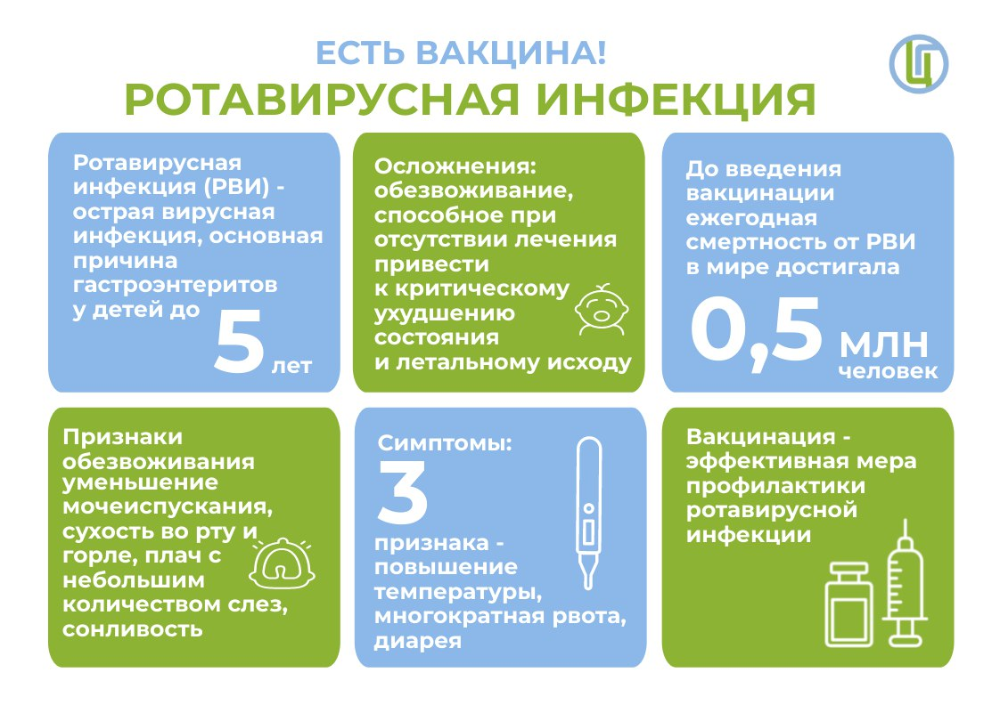 ЕСТЬ ВАКЦИНА!
РОТАВИРУСНАЯ ИНФЕКЦИЯ
Ротавирусная
инфекция (РВИ) -
острая вирусная
инфекция, основная
причина
гастроэнтеритов
у детей до
5 лет
Осложнения:
обезвоживание,
способное при
отсутствии лечения
привести
к критическому
ухудшению
состояния
и летальному исходу
До введения
вакцинации
ежегодная
смертность от РВИ
в мире достигала
0,5 млн
человек
Признаки
обезвоживания
уменьшение
мочеиспускания,
сухость во рту и
горле, плач с
небольшим
количеством слез,
сонливость
Симптомы:
3
признака -
повышение
температуры,
многократная рвота,
диарея
Вакцинация -
эффективная мера
профилактики
ротавирусной
инфекции